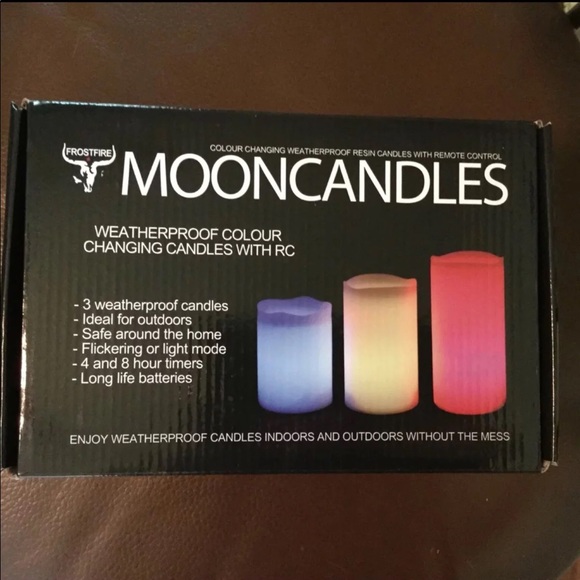 FROSTFIRE
COLOUR CHANGING WEATHERPROOF RESIN CANDLES WITH REMOTE CONTROL
MOONCANDLES
WEATHERPROOF COLOUR
CHANGING CANDLES WITH RC
- 3 weatherproof candles
- Ideal for outdoors
- Safe around the home
- Flickering or light mode
- 4 and 8 hour timers
- Long life batteries
ENJOY WEATHERPROOF CANDLES INDOORS AND OUTDOORS WITHOUT THE MESS